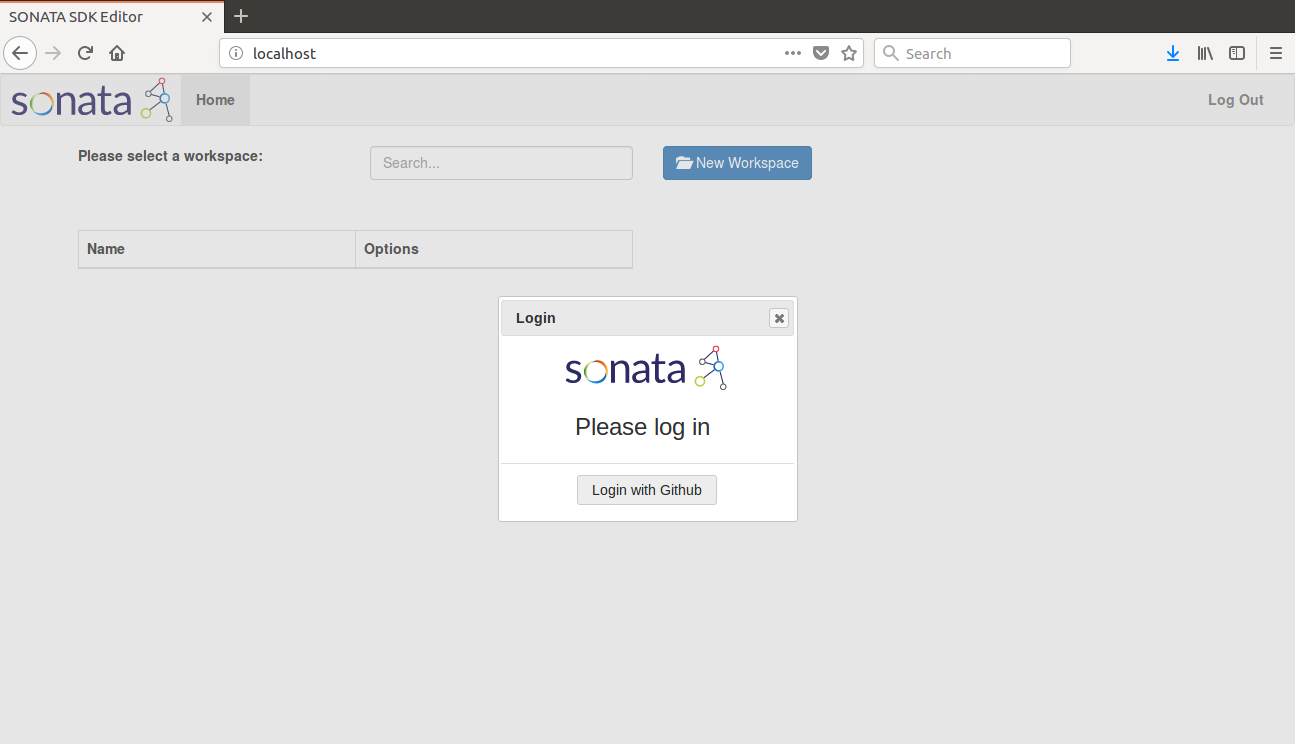 SONATA SDK Editor
localhost
Search
sonata
Home
Log Out
Please select a workspace:
Search...
New Workspace
Name
Options
Login
sonata
Please log in
Login with Github